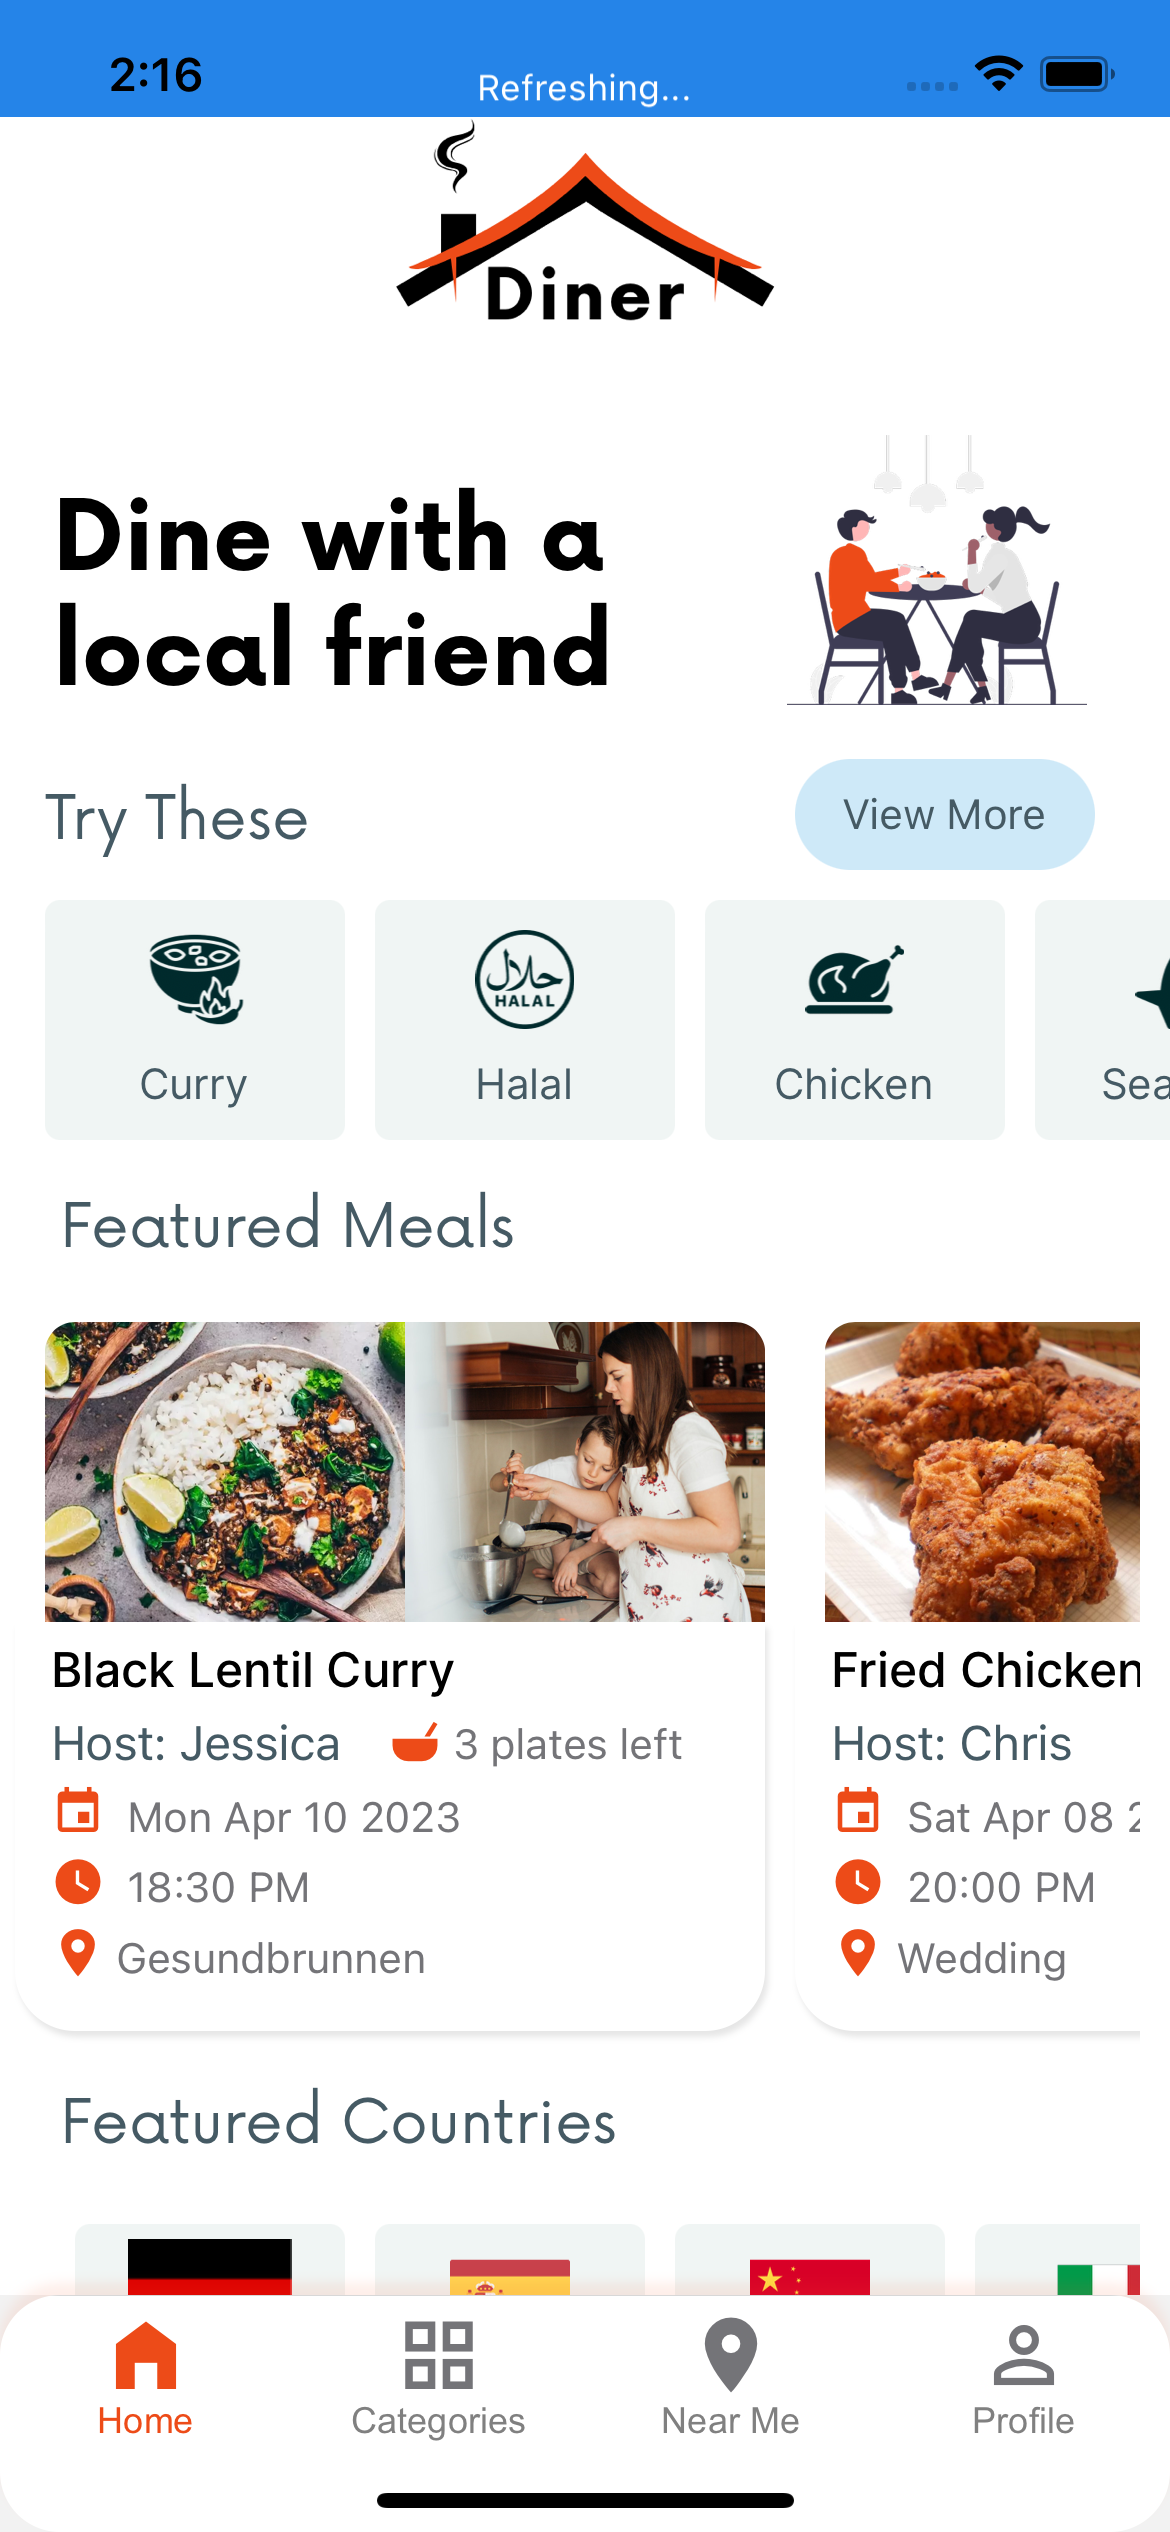 2:16
Refreshing...
Diner
Dine with a
local friend
Try These
View More
Curry
حلال
HALAL
Halal
Chicken
Sea
Featured Meals
Black Lentil Curry
Host: Jessica
3 plates left
Mon Apr 10 2023
18:30 PM
Gesundbrunnen
Fried Chicken
Host: Chris
Sat Apr 08 2
20:00 PM
Wedding
Featured Countries
Home
Categories
Near Me
Profile